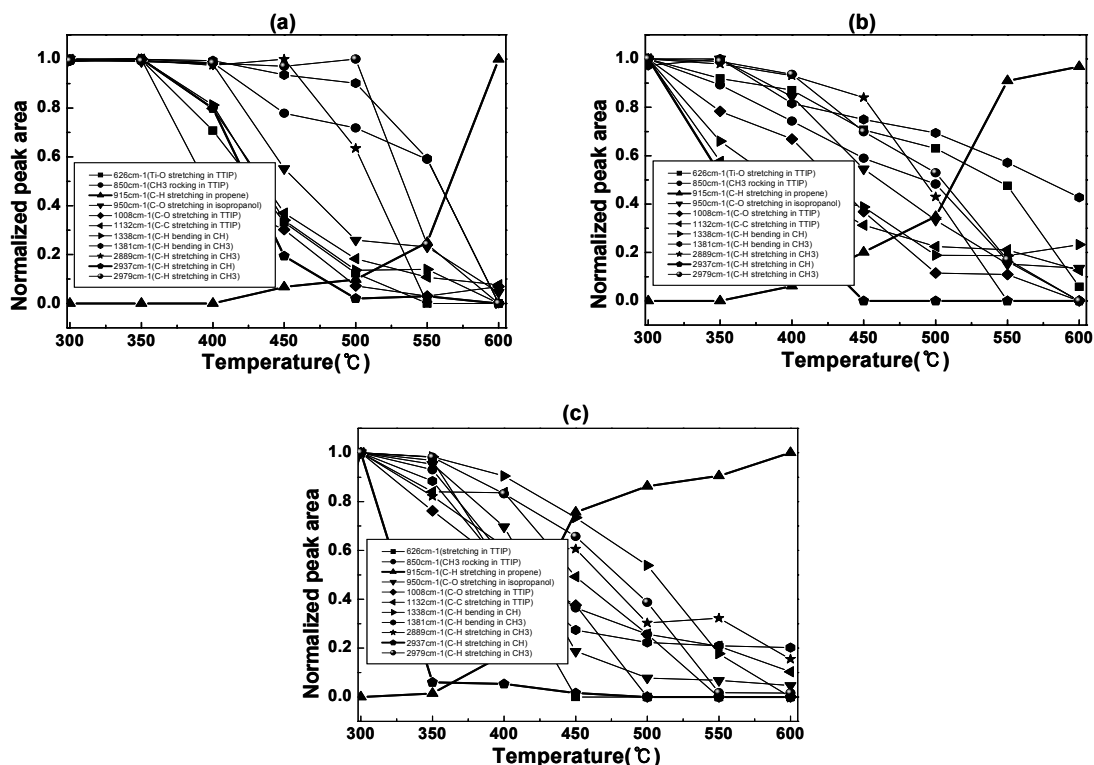 (a)
Normalized peak area
1.0
0.8
0.6
0.4
0.2
0.0
626cm-1(Ti-O stretching in TTIP)
850cm-1(CH3 rocking in TTIP)
915cm-1(C-H stretching in propene)
950cm-1(C-O stretching in isopropanol)
1008cm-1(C-O stretching in TTIP)
1132cm-1(C-C stretching in TTIP)
1338cm-1(C-H bending in CH)
1381cm-1(C-H bending in CH3)
2889cm-1(C-H stretching in CH3)
2937cm-1(C-H stretching in CH)
2979cm-1(C-H stretching in CH3)
300 350 400 450 500 550 600
Temperature(℃)
(b)
Normalized peak area
1.0
0.8
0.6
0.4
0.2
0.0
626cm-1(Ti-O stretching in TTIP)
850cm-1(CH3 rocking in TTIP)
915cm-1(C-H stretching in propene)
950cm-1(C-O stretching in isopropanol)
1008cm-1(C-O stretching in TTIP)
1132cm-1(C-C stretching in TTIP)
1338cm-1(C-H bending in CH)
1381cm-1(C-H bending in CH3)
2889cm-1(C-H stretching in CH3)
2937cm-1(C-H stretching in CH)
2979cm-1(C-H stretching in CH3)
300 350 400 450 500 550 600
Temperature(℃)
(c)
Normalized peak area
1.0
0.8
0.6
0.4
0.2
0.0
626cm-1(stretching in TTIP)
850cm-1(CH3 rocking in TTIP)
915cm-1(C-H stretching in propene)
950cm-1(C-O stretching in isopropanol)
1008cm-1(C-O stretching in TTIP)
1132cm-1(C-C stretching in TTIP)
1338cm-1(C-H bending in CH)
1381cm-1(C-H bending in CH3)
2889cm-1(C-H stretching in CH3)
2937cm-1(C-H stretching in CH)
2979cm-1(C-H stretching in CH3)
300 350 400 450 500 550 600
Temperature(℃)